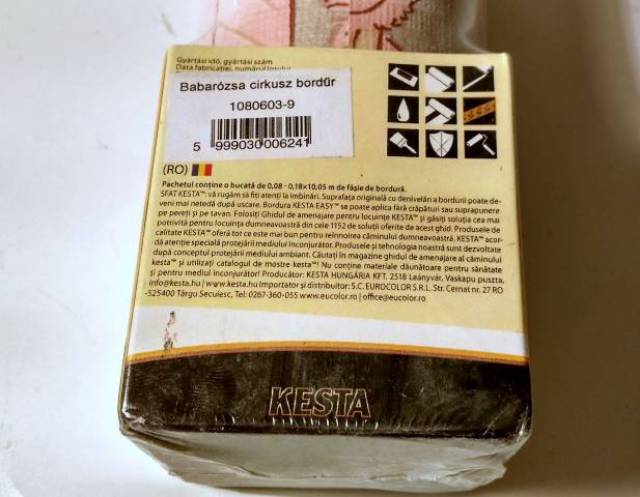 Gyártási idő, gyártási szám
Data fabricației, numărul
Babarózsa cirkusz bordűr
1080603-9
5 999030 006241
(RO)
Pachetul conține o bucată de 0,08 - 0,18×10,05 m de fâșie de bordură.
SFAT KESTA™: vă rugăm să fiți atenți la îmbinări. Suprafața originală cu denivelări a bordurii poate de-
veni mai netedă după uscare. Bordura KESTA EASY™ se poate aplica fără crăpături sau suprapunere
pe pereți și pe tavan. Folosiți Ghidul de amenajare pentru locuințe KESTA™ și găsiți soluția cea mai
potrivită pentru locuința dumneavoastră din cele 1152 de soluții oferite de acest ghid. Produsele de
calitate KESTA™ oferă tot ce este mai bun pentru reînnoirea căminului dumneavoastră. KESTA™ acor-
dă atenție specială protejării mediului înconjurător. Produsele și tehnologia noastră sunt dezvoltate
după conceptul protejării mediului ambiant. Căutați în magazine ghidul de amenajare al căminului
kesta™ și utilizați catalogul de mostre kesta™! Nu conține materiale dăunătoare pentru sănătate
și pentru mediul înconjurător! Producător: KESTA HUNGÁRIA KFT. 2518 Leányvár, Vaskapu puszta,
info@kesta.hu | www.kesta.hu Importator și distribuitor: S.C. EUROCOLOR S.R.L. Str. Cernat nr. 27 RO
-525400 Târgu Secuiesc, Tel: 0267-360-055 www.eucolor.ro | office@eucolor.ro
KESTA